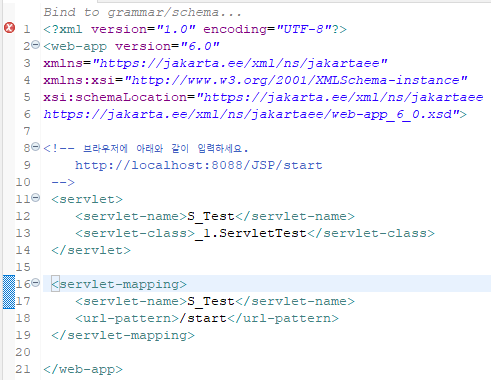 Bind to grammar/schema...
1 <?xml version="1.0" encoding="UTF-8"?>
2 <web-app version="6.0"
3 xmlns="https://jakarta.ee/xml/ns/jakartaee"
4 xmlns:xsi="http://www.w3.org/2001/XMLSchema-instance"
5 xsi:schemaLocation="https://jakarta.ee/xml/ns/jakartaee
6 https://jakarta.ee/xml/ns/jakartaee/web-app_6_0.xsd">
7
8 <!-- 브라우저에 아래와 같이 입력하세요.
9 http://localhost:8088/JSP/start
10 -->
11 <servlet>
12 <servlet-name>S_Test</servlet-name>
13 <servlet-class>_1.ServletTest</servlet-class>
14 </servlet>
15
16 <servlet-mapping>
17 <servlet-name>S_Test</servlet-name>
18 <url-pattern>/start</url-pattern>
19 </servlet-mapping>
20
21 </web-app>